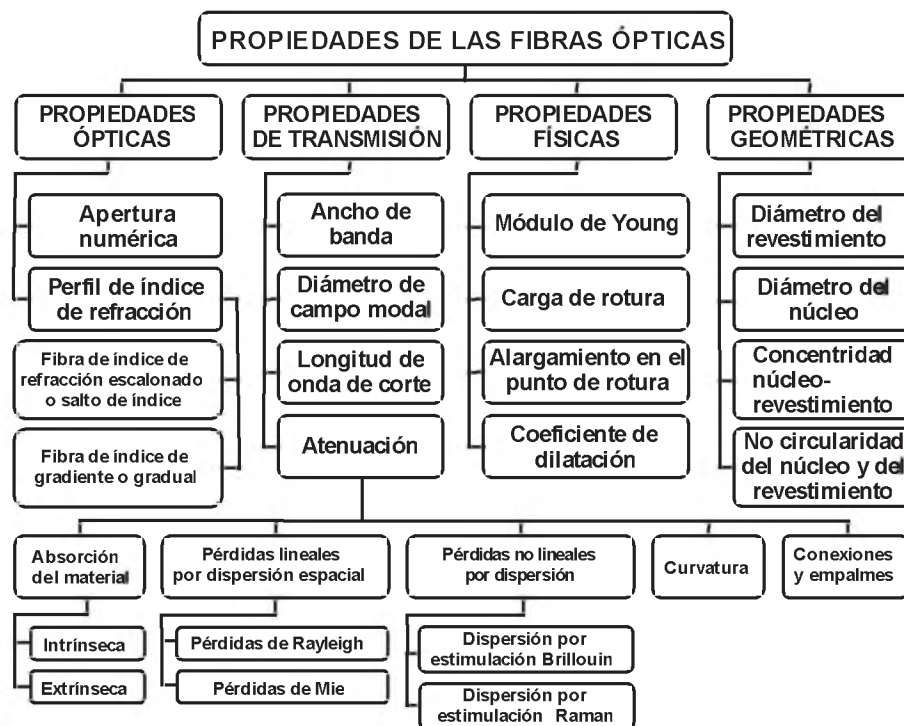 PROPIEDADES DE LAS FIBRAS ÓPTICAS
PROPIEDADES
ÓPTICAS
Apertura
numérica
Perfil de índice
de refracción
Fibra de índice de
refracción escalonado
o salto de índice
Fibra de índice de
gradiente o gradual
PROPIEDADES
DE TRANSMISIÓN
Ancho de
banda
Diámetro de
campo modal
Longitud de
onda de corte
Atenuación
PROPIEDADES
FÍSICAS
Módulo de Young
Carga de rotura
Alargamiento en el
punto de rotura
Coeficiente de
dilatación
PROPIEDADES
GEOMÉTRICAS
Diámetro del
revestimiento
Diámetro del
núcleo
Concentridad
núcleo-
revestimiento
No circularidad
del núcleo y del
revestimiento
Absorción
del material
Intrínseca
Extrínseca
Pérdidas lineales
por dispersión espacial
Pérdidas de Rayleigh
Pérdidas de Mie
Pérdidas no lineales
por dispersión
Dispersión por
estimulación Brillouin
Dispersión por
estimulación Raman
Curvatura
Conexiones
y empalmes